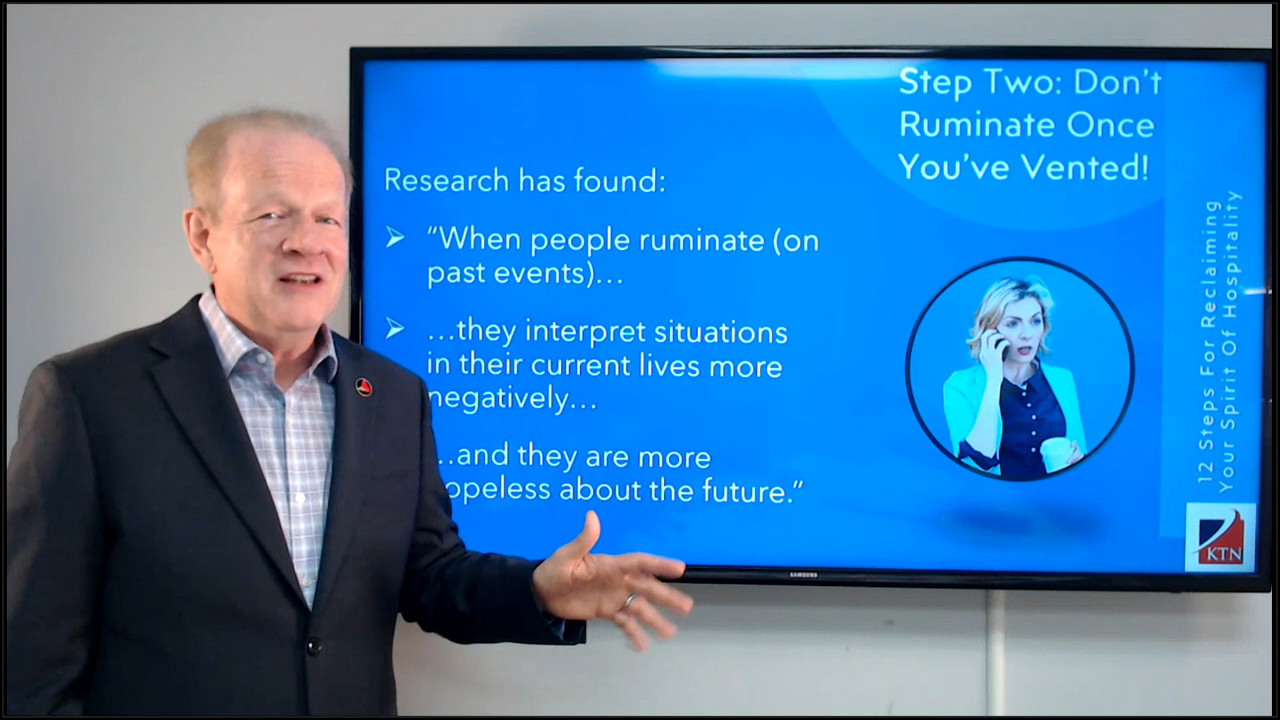 Step Two: Don't
Ruminate Once
You've Vented!
Research has found:
"When people ruminate (on
past events)...
...they interpret situations
in their current lives more
negatively...
..and they are more
opeless about the future."
12 Steps For Reclaiming
Your Spirit Of Hospitality
KTN
SAMSUNG